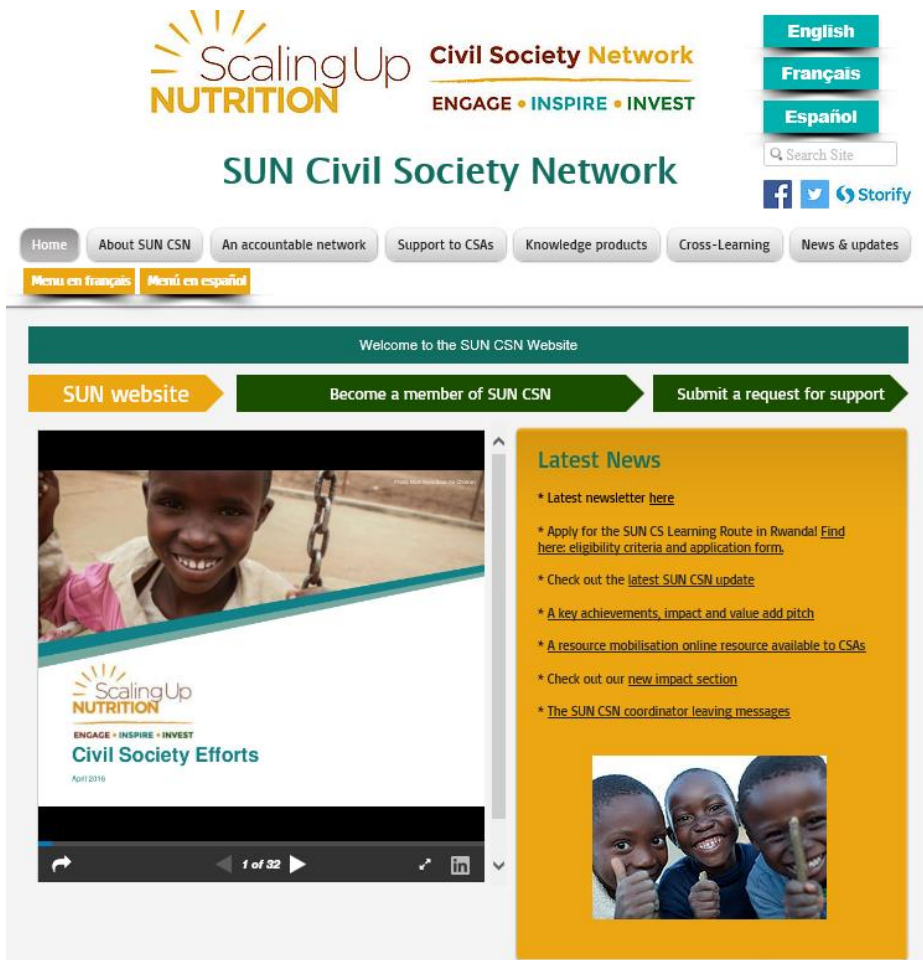 Scaling Up
NUTRITION
Civil Society Network
ENGAGE • INSPIRE • INVEST
English
Français
Español
Search Site
SUN Civil Society Network
Storify
Home
About SUN CSN
An accountable network
Support to CSAs
Knowledge products
Cross-Learning
News & updates
Menu en français
Menú en español
Welcome to the SUN CSN Website
SUN website
Become a member of SUN CSN
Submit a request for support
Scaling Up
NUTRITION
ENGAGE • INSPIRE • INVEST
Civil Society Efforts
April 2016
1 of 32
in
Latest News
* Latest newsletter here
* Apply for the SUN CS Learning Route in Rwanda! Find
here: eligibility criteria and application form.
* Check out the latest SUN CSN update
* A key achievements, impact and value add pitch
* A resource mobilisation online resource available to CSAs
* Check out our new impact section
* The SUN CSN coordinator leaving messages